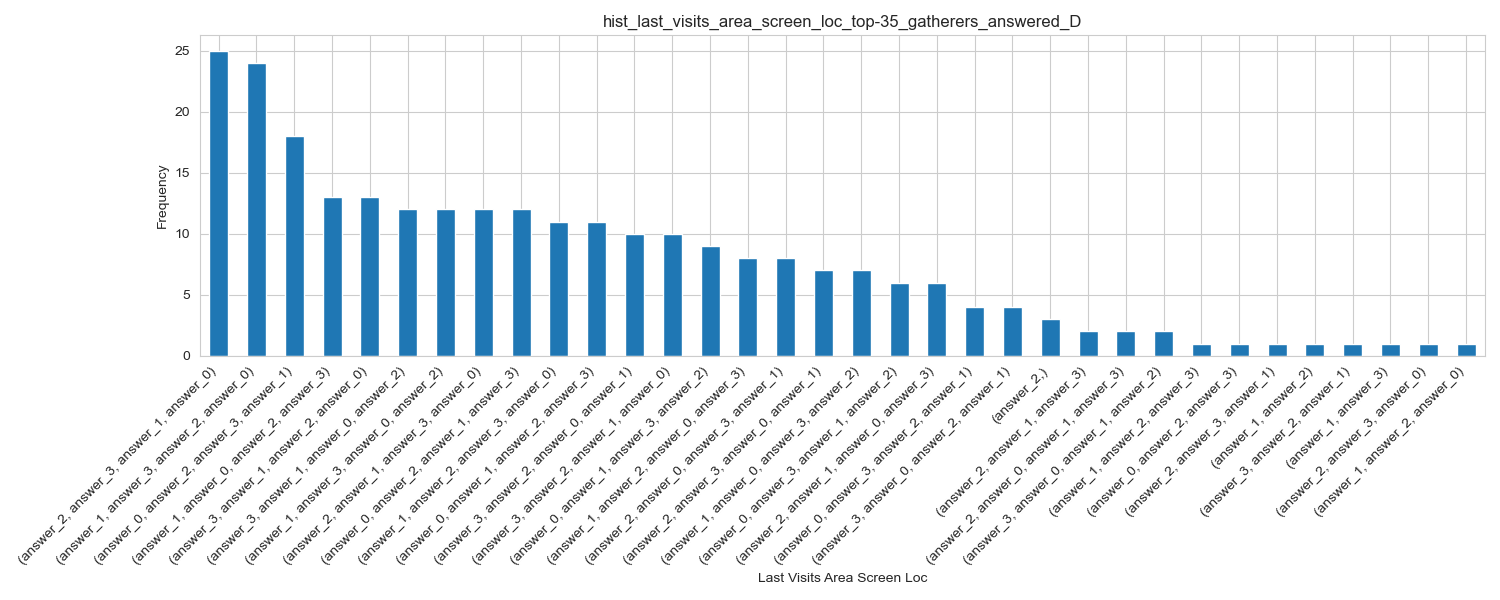 hist_last_visits_area_screen_loc_top-35_gatherers_answered_D
Frequency
25
20
15
10
5
0
(answer_2, answer_3, answer_1, answer_0)
(answer_1, answer_3, answer_2, answer_0)
(answer_0, answer_2, answer_3, answer_1)
(answer_1, answer_0, answer_2, answer_3)
(answer_3, answer_1, answer_2, answer_0)
(answer_3, answer_1, answer_0, answer_2)
(answer_1, answer_3, answer_0, answer_2)
(answer_2, answer_1, answer_3, answer_0)
(answer_0, answer_2, answer_1, answer_3)
(answer_1, answer_2, answer_3, answer_0)
(answer_0, answer_1, answer_2, answer_3)
(answer_3, answer_2, answer_0, answer_1)
(answer_3, answer_2, answer_1, answer_0)
(answer_0, answer_1, answer_3, answer_2)
(answer_1, answer_2, answer_0, answer_3)
(answer_2, answer_0, answer_3, answer_1)
(answer_2, answer_3, answer_0, answer_1)
(answer_1, answer_0, answer_3, answer_2)
(answer_0, answer_3, answer_1, answer_2)
(answer_2, answer_1, answer_0, answer_3)
(answer_0, answer_3, answer_2, answer_1)
(answer_3, answer_0, answer_2, answer_1)
(answer_2,)
(answer_2, answer_1, answer_3)
(answer_2, answer_0, answer_1, answer_3)
(answer_3, answer_0, answer_1, answer_2)
(answer_1, answer_2, answer_3)
(answer_0, answer_2, answer_3)
(answer_2, answer_3, answer_1)
(answer_1, answer_2)
(answer_3, answer_2, answer_1)
(answer_1, answer_3)
(answer_2, answer_3, answer_0)
(answer_1, answer_2, answer_0)
Last Visits Area Screen Loc